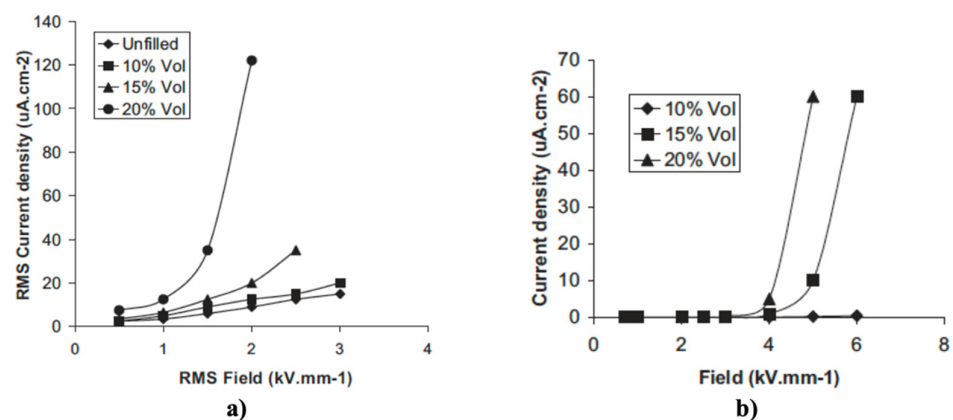 a)
140
120
100
80
60
40
20
0
RMS Current density (uA.cm-2)
Unfilled
10% Vol
15% Vol
20% Vol
0 1 2 3 4
RMS Field (kV.mm-1)
a)
70
60
50
40
30
20
10
0
Current density (uA.cm-2)
10% Vol
15% Vol
20% Vol
0 2 4 6 8
Field (kV.mm-1)
b)